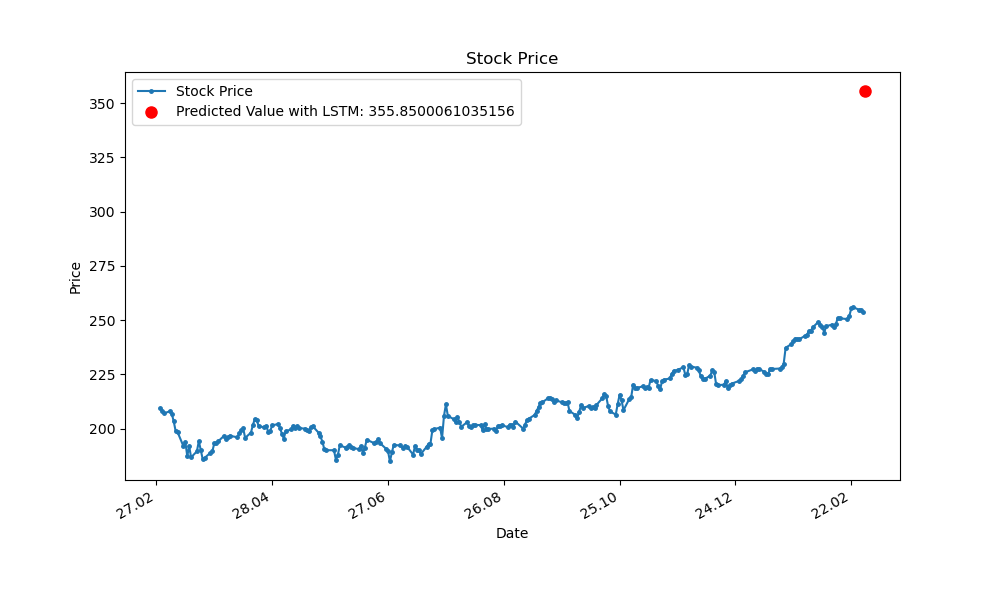 Stock Price
Stock Price
Predicted Value with LSTM: 355.8500061035156
Price
350
325
300
275
250
225
200
27.02
28.04
27.06
26.08
25.10
24.12
22.02
Date